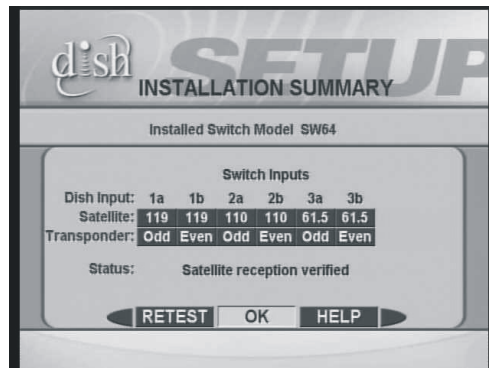 SETUP
dish
INSTALLATION SUMMARY
Installed Switch Model SW64
Switch Inputs
Dish Input: 1a 1b 2a 2b 3a 3b
Satellite: 119 119 110 110 61.5 61.5
Transponder: Odd Even Odd Even Odd Even
Status: Satellite reception verified
RETEST OK HELP